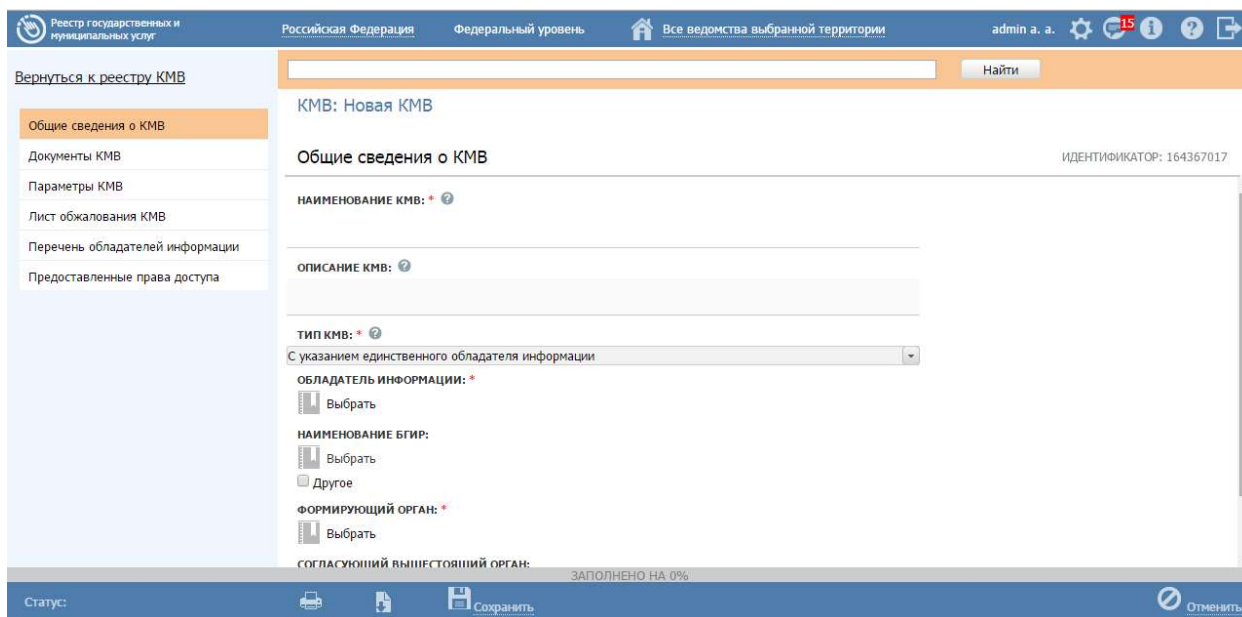 Реестр государственных и
муниципальных услуг
Российская Федерация
Федеральный уровень
Все ведомства выбранной территории
admin a. a.
15
Вернуться к реестру КМВ
Найти
Общие сведения о КМВ
Документы КМВ
Параметры КМВ
Лист обжалования КМВ
Перечень обладателей информации
Предоставленные права доступа
КМВ: Новая КМВ
Общие сведения о КМВ
ИДЕНТИФИКАТОР: 164367017
НАИМЕНОВАНИЕ КМВ: * ?
ОПИСАНИЕ КМВ: ?
ТИП КМВ: * ?
С указанием единственного обладателя информации
ОБЛАДАТЕЛЬ ИНФОРМАЦИИ: *
Выбрать
НАИМЕНОВАНИЕ БГИР:
Выбрать
Другое
ФОРМИРУЮЩИЙ ОРГАН: *
Выбрать
СОГЛАСУЮЩИЙ ВЫШЕСТОЯЩИЙ ОРГАН:
ЗАПОЛНЕНО НА 0%
Статус:
Сохранить
Отменить